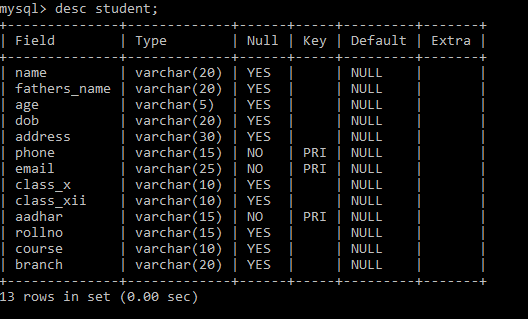 mysql> desc student;
+--------------+-------------+------+-----+---------+-------+
| Field        | Type        | Null | Key | Default | Extra |
+--------------+-------------+------+-----+---------+-------+
| name         | varchar(20) | YES  |     | NULL    |       |
| fathers_name | varchar(20) | YES  |     | NULL    |       |
| age          | varchar(5)  | YES  |     | NULL    |       |
| dob          | varchar(20) | YES  |     | NULL    |       |
| address      | varchar(30) | YES  |     | NULL    |       |
| phone        | varchar(15) | NO   | PRI | NULL    |       |
| email        | varchar(25) | NO   | PRI | NULL    |       |
| class_x      | varchar(10) | YES  |     | NULL    |       |
| class_xii    | varchar(10) | YES  |     | NULL    |       |
| aadhar       | varchar(15) | NO   | PRI | NULL    |       |
| rollno       | varchar(15) | YES  |     | NULL    |       |
| course       | varchar(10) | YES  |     | NULL    |       |
| branch       | varchar(20) | YES  |     | NULL    |       |
+--------------+-------------+------+-----+---------+-------+
13 rows in set (0.00 sec)